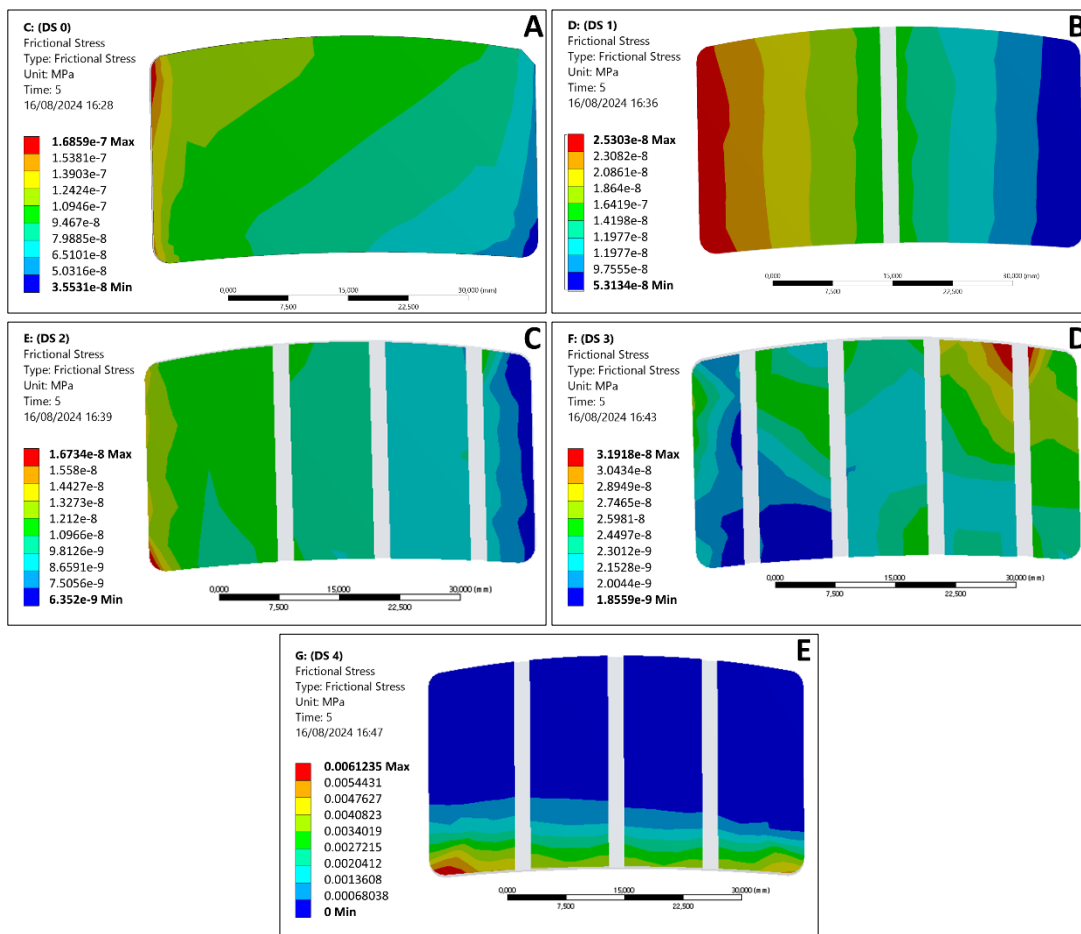 C: (DS 0)
Frictional Stress
Type: Frictional Stress
Unit: MPa
Time: 5
16/08/2024 16:28
A
1.6859e-7 Max
1.5381e-7
1.3903e-7
1.2424e-7
1.0946e-7
9.467e-8
7.9885e-8
6.5101e-8
5.0316e-8
3.5531e-8 Min
0,000
15,000
30,000 (mm)
7,500
22,500
D: (DS 1)
Frictional Stress
Type: Frictional Stress
Unit: MPa
Time: 5
16/08/2024 16:36
B
2.5303e-8 Max
2.3082e-8
2.0861e-8
1.864e-8
1.6419e-7
1.4198e-8
1.1977e-8
1.1977e-8
9.7555e-8
5.3134e-8 Min
0,000
15,000
30,000 (mm)
7,500
22,500
E: (DS 2)
Frictional Stress
Type: Frictional Stress
Unit: MPa
Time: 5
16/08/2024 16:39
C
1.6734e-8 Max
1.558e-8
1.4427e-8
1.3273e-8
1.212e-8
1.0966e-8
9.8126e-9
8.6591e-9
7.5056e-9
6.352e-9 Min
0,000
15,000
30,000 (mm)
7,500
22,500
F: (DS 3)
Frictional Stress
Type: Frictional Stress
Unit: MPa
Time: 5
16/08/2024 16:43
D
3.1918e-8 Max
3.0434e-8
2.8949e-8
2.7465e-8
2.5981e-8
2.4497e-8
2.3012e-9
2.1528e-9
2.0044e-9
1.8559e-9 Min
0,000
15,000
30,000 (mm)
7,500
22,500
G: (DS 4)
Frictional Stress
Type: Frictional Stress
Unit: MPa
Time: 5
16/08/2024 16:47
E
0.0061235 Max
0.0054431
0.0047627
0.0040823
0.0034019
0.0027215
0.0020412
0.0013608
0.00068038
0 Min
0,000
15,000
30,000 (mm)
7,500
22,500